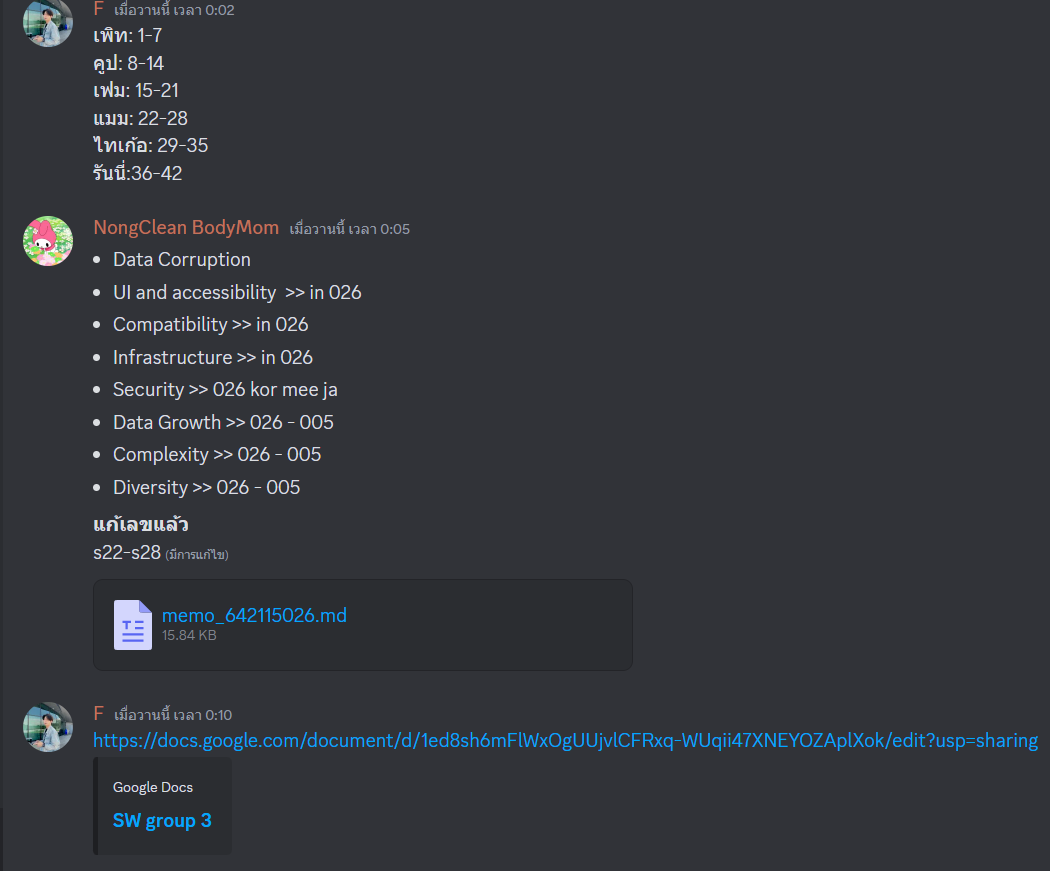 F เมื่อวานนี้ เวลา 0:02
เพิท: 1-7
คูป: 8-14
เฟม: 15-21
แมม: 22-28
ไทเก้อ: 29-35
รันนี่:36-42
NongClean BodyMom เมื่อวานนี้ เวลา 0:05
• Data Corruption
• UI and accessibility >> in 026
• Compatibility >> in 026
• Infrastructure >> in 026
• Security >> 026 kor mee ja
• Data Growth >> 026 - 005
• Complexity >> 026 - 005
• Diversity >> 026 - 005
แก้เลขแล้ว
s22-s28 (มีการแก้ไข)
memo_642115026.md
15.84 KB
F เมื่อวานนี้ เวลา 0:10
https://docs.google.com/document/d/1ed8sh6mFlWxOgUUjvlCFRxq-WUqii47XNEYOZAplXok/edit?usp=sharing
Google Docs
SW group 3